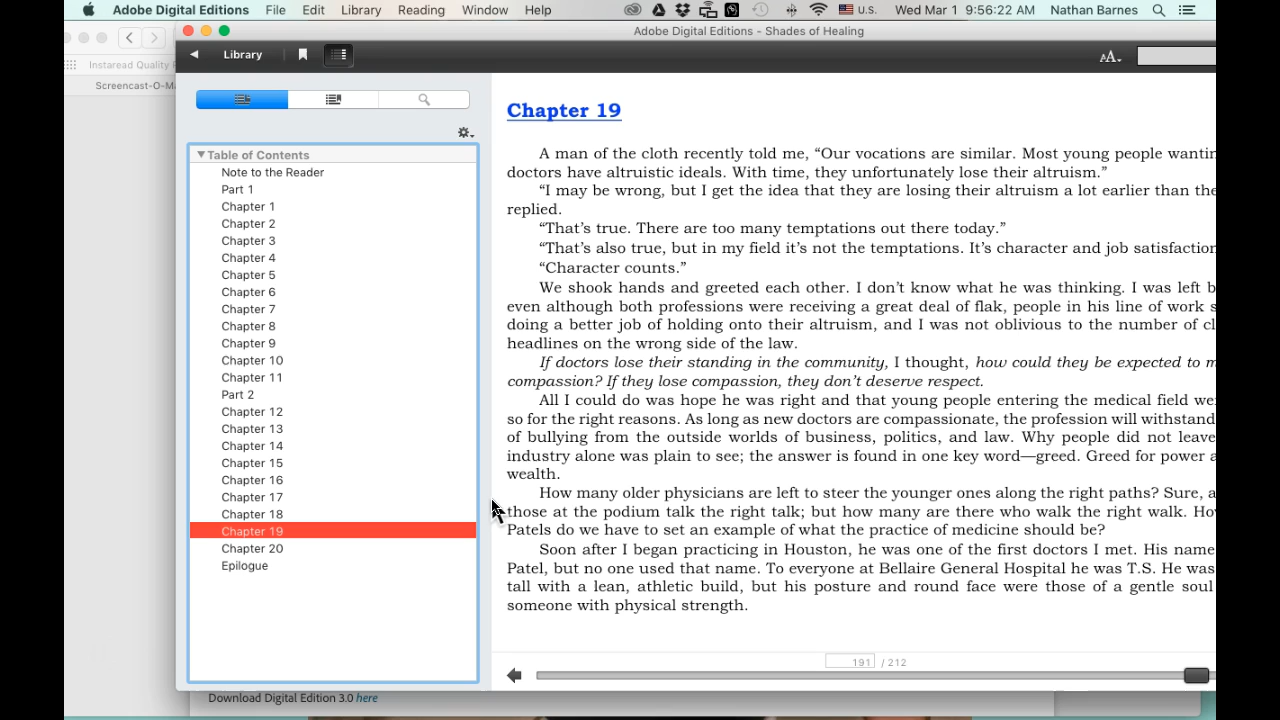 Adobe Digital Editions File Edit Library Reading Window Help U.S. Wed Mar 1 9:56:22 AM Nathan Barnes
Adobe Digital Editions - Shades of Healing
Library
AA
Instaread Quality
Screencast-O-Ma
Table of Contents
Note to the Reader
Part 1
Chapter 1
Chapter 2
Chapter 3
Chapter 4
Chapter 5
Chapter 6
Chapter 7
Chapter 8
Chapter 9
Chapter 10
Chapter 11
Part 2
Chapter 12
Chapter 13
Chapter 14
Chapter 15
Chapter 16
Chapter 17
Chapter 18
Chapter 19
Chapter 20
Epilogue
Chapter 19
A man of the cloth recently told me, “Our vocations are similar. Most young people wantin
doctors have altruistic ideals. With time, they unfortunately lose their altruism.”
“I may be wrong, but I get the idea that they are losing their altruism a lot earlier than the
replied.
“That’s true. There are too many temptations out there today.”
“That’s also true, but in my field it’s not the temptations. It’s character and job satisfaction
“Character counts.”
We shook hands and greeted each other. I don’t know what he was thinking. I was left b
even although both professions were receiving a great deal of flak, people in his line of work s
doing a better job of holding onto their altruism, and I was not oblivious to the number of cl
headlines on the wrong side of the law.
If doctors lose their standing in the community, I thought, how could they be expected to m
compassion? If they lose compassion, they don’t deserve respect.
All I could do was hope he was right and that young people entering the medical field we
so for the right reasons. As long as new doctors are compassionate, the profession will withstand
of bullying from the outside worlds of business, politics, and law. Why people did not leave
industry alone was plain to see; the answer is found in one key word—greed. Greed for power a
wealth.
How many older physicians are left to steer the younger ones along the right paths? Sure, a
those at the podium talk the right talk; but how many are there who walk the right walk. Ho
Patels do we have to set an example of what the practice of medicine should be?
Soon after I began practicing in Houston, he was one of the first doctors I met. His name
Patel, but no one used that name. To everyone at Bellaire General Hospital he was T.S. He was
tall with a lean, athletic build, but his posture and round face were those of a gentle soul
someone with physical strength.
191 / 212
Download Digital Edition 3.0 here